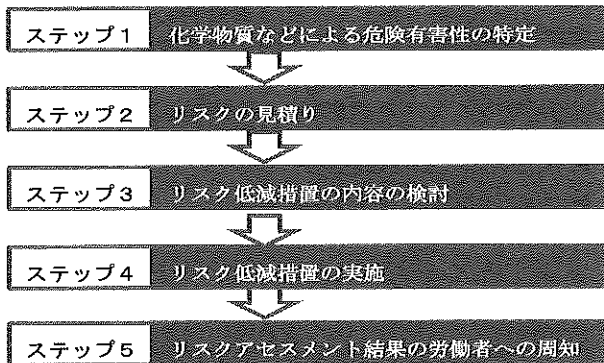 ステップ1 化学物質などによる危険有害性の特定
ステップ2 リスクの見積り
ステップ3 リスク低減措置の内容の検討
ステップ4 リスク低減措置の実施
ステップ5 リスクアセスメント結果の労働者への周知